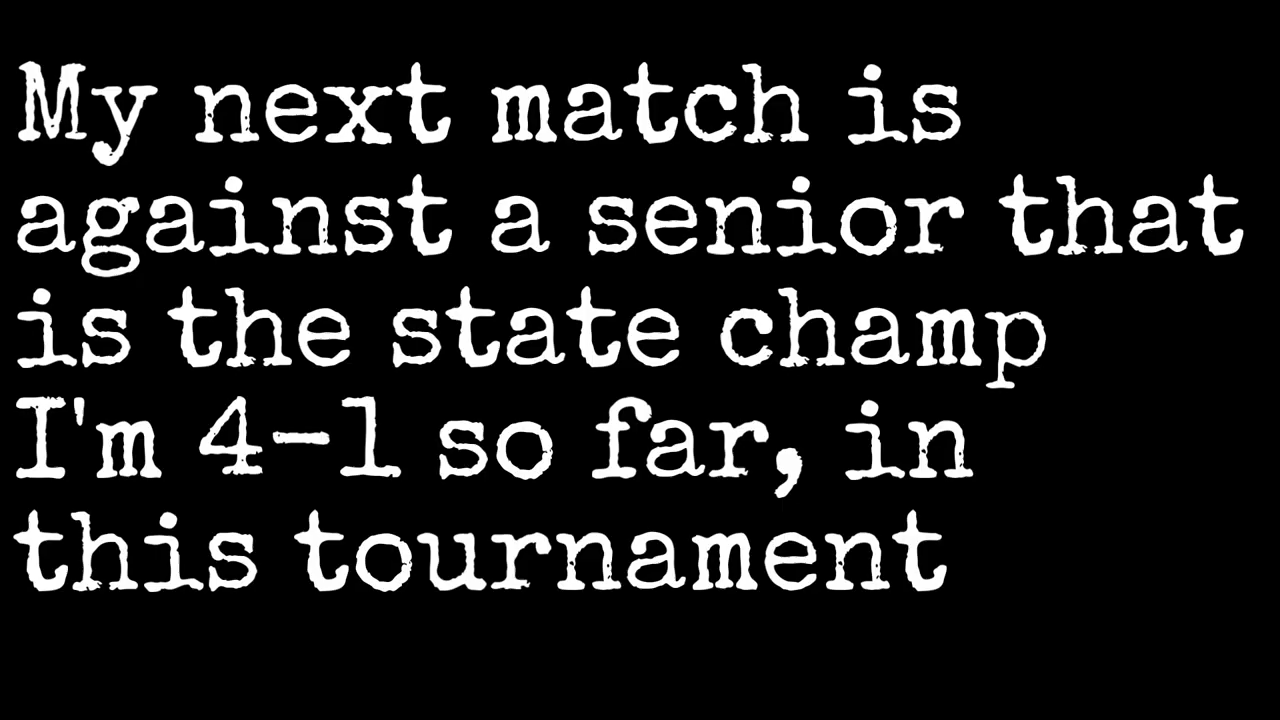 My next match is
against a senior that
is the state champ
I'm 4-1 so far, in
this tournament